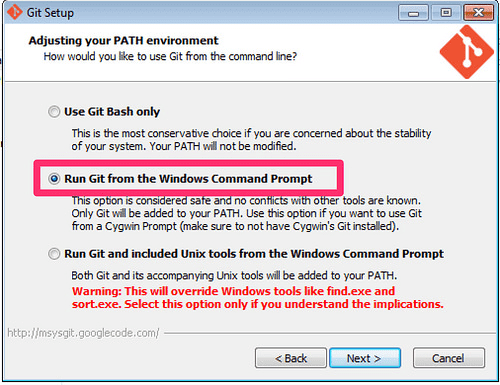 Git Setup
Adjusting your PATH environment
How would you like to use Git from the command line?
Use Git Bash only
This is the most conservative choice if you are concerned about the stability
of your system. Your PATH will not be modified.
Run Git from the Windows Command Prompt
This option is considered safe and no conflicts with other tools are known.
Only Git will be added to your PATH. Use this option if you want to use Git
from a Cygwin Prompt (make sure to not have Cygwin's Git installed).
Run Git and included Unix tools from the Windows Command Prompt
Both Git and its accompanying Unix tools will be added to your PATH.
Warning: This will override Windows tools like find.exe and
sort.exe. Select this option only if you understand the implications.
http://msysgit.googlecode.com/
< Back
Next >
Cancel